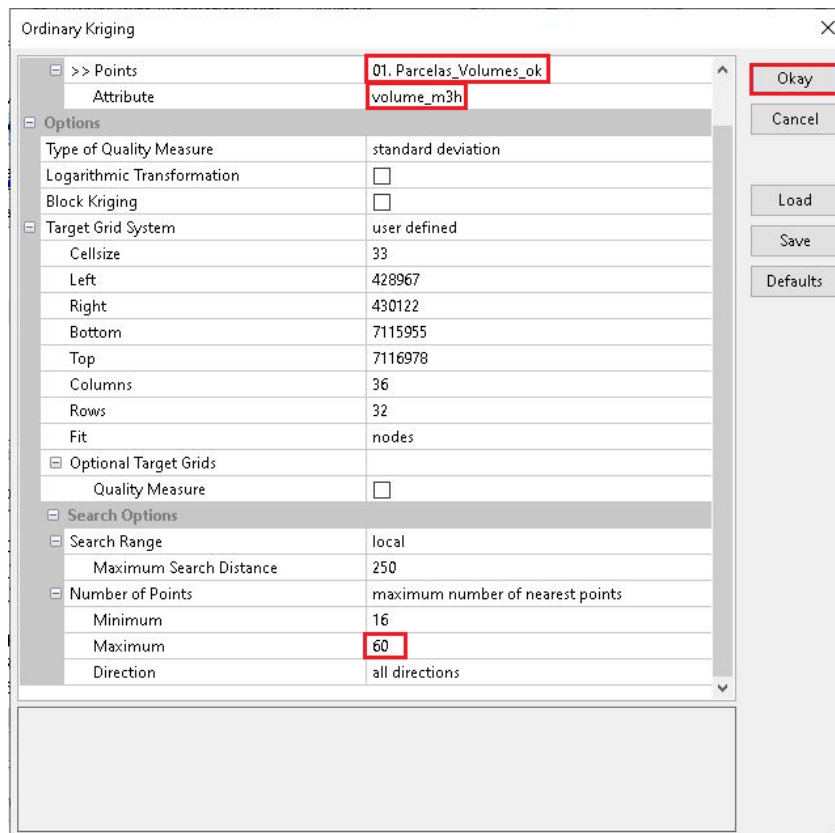 Ordinary Kriging
>> Points 01. Parcelas_Volumes_ok
Attribute volume_m3h
Options
Type of Quality Measure standard deviation
Logarithmic Transformation
Block Kriging
Target Grid System user defined
Cellsize 33
Left 428967
Right 430122
Bottom 7115955
Top 7116978
Columns 36
Rows 32
Fit nodes
Optional Target Grids
Quality Measure
Search Options
Search Range local
Maximum Search Distance 250
Number of Points maximum number of nearest points
Minimum 16
Maximum 60
Direction all directions
Okay
Cancel
Load
Save
Defaults